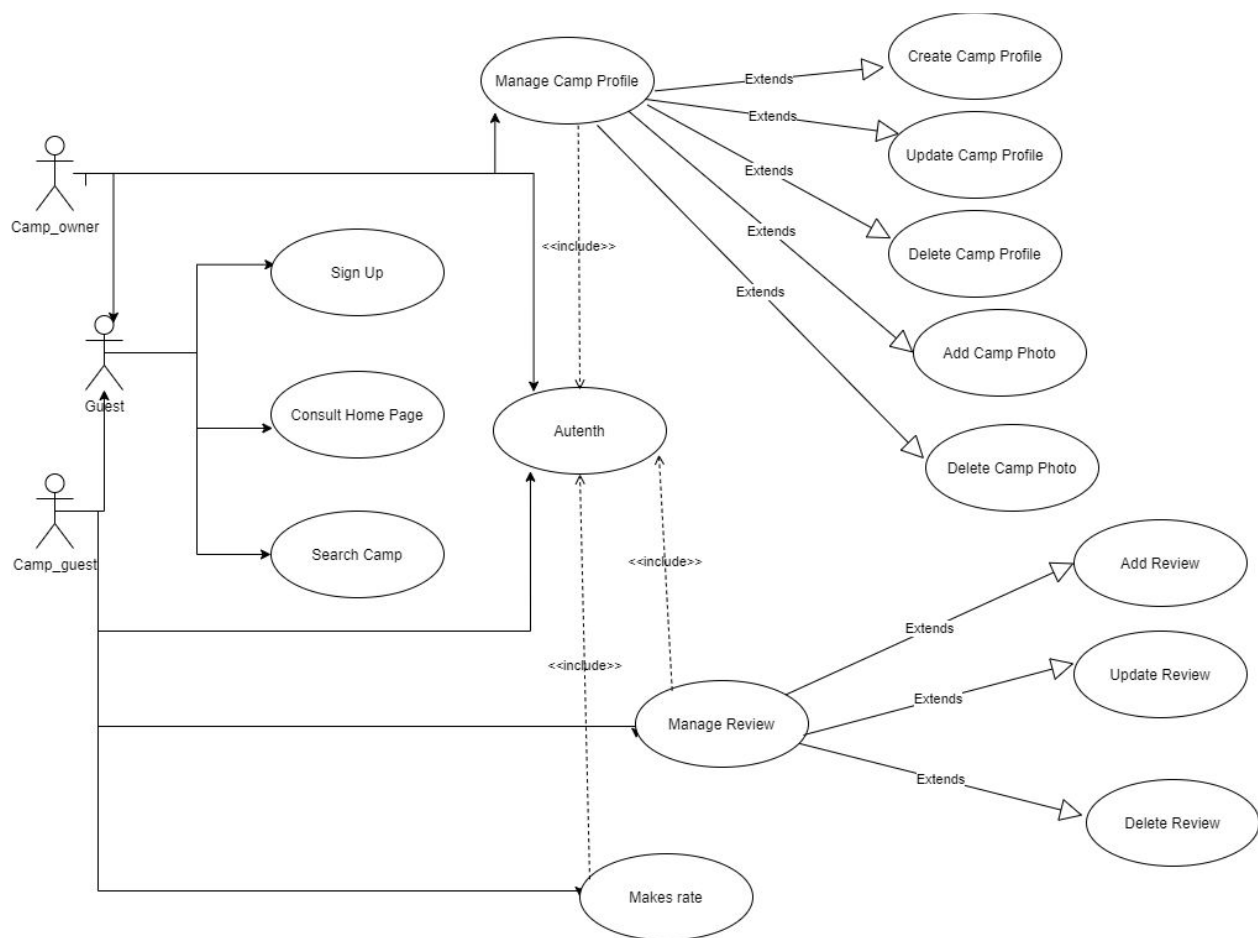 Create Camp Profile
Manage Camp Profile
Extends
Extends
Update Camp Profile
Extends
Camp_owner
Extends
Delete Camp Profile
<<include>>
Sign Up
Extends
Add Camp Photo
Guest
Consult Home Page
Autenth
Delete Camp Photo
Search Camp
Camp_guest
<<include>>
Add Review
Extends
<<include>>
Update Review
Extends
Manage Review
Extends
Delete Review
Makes rate